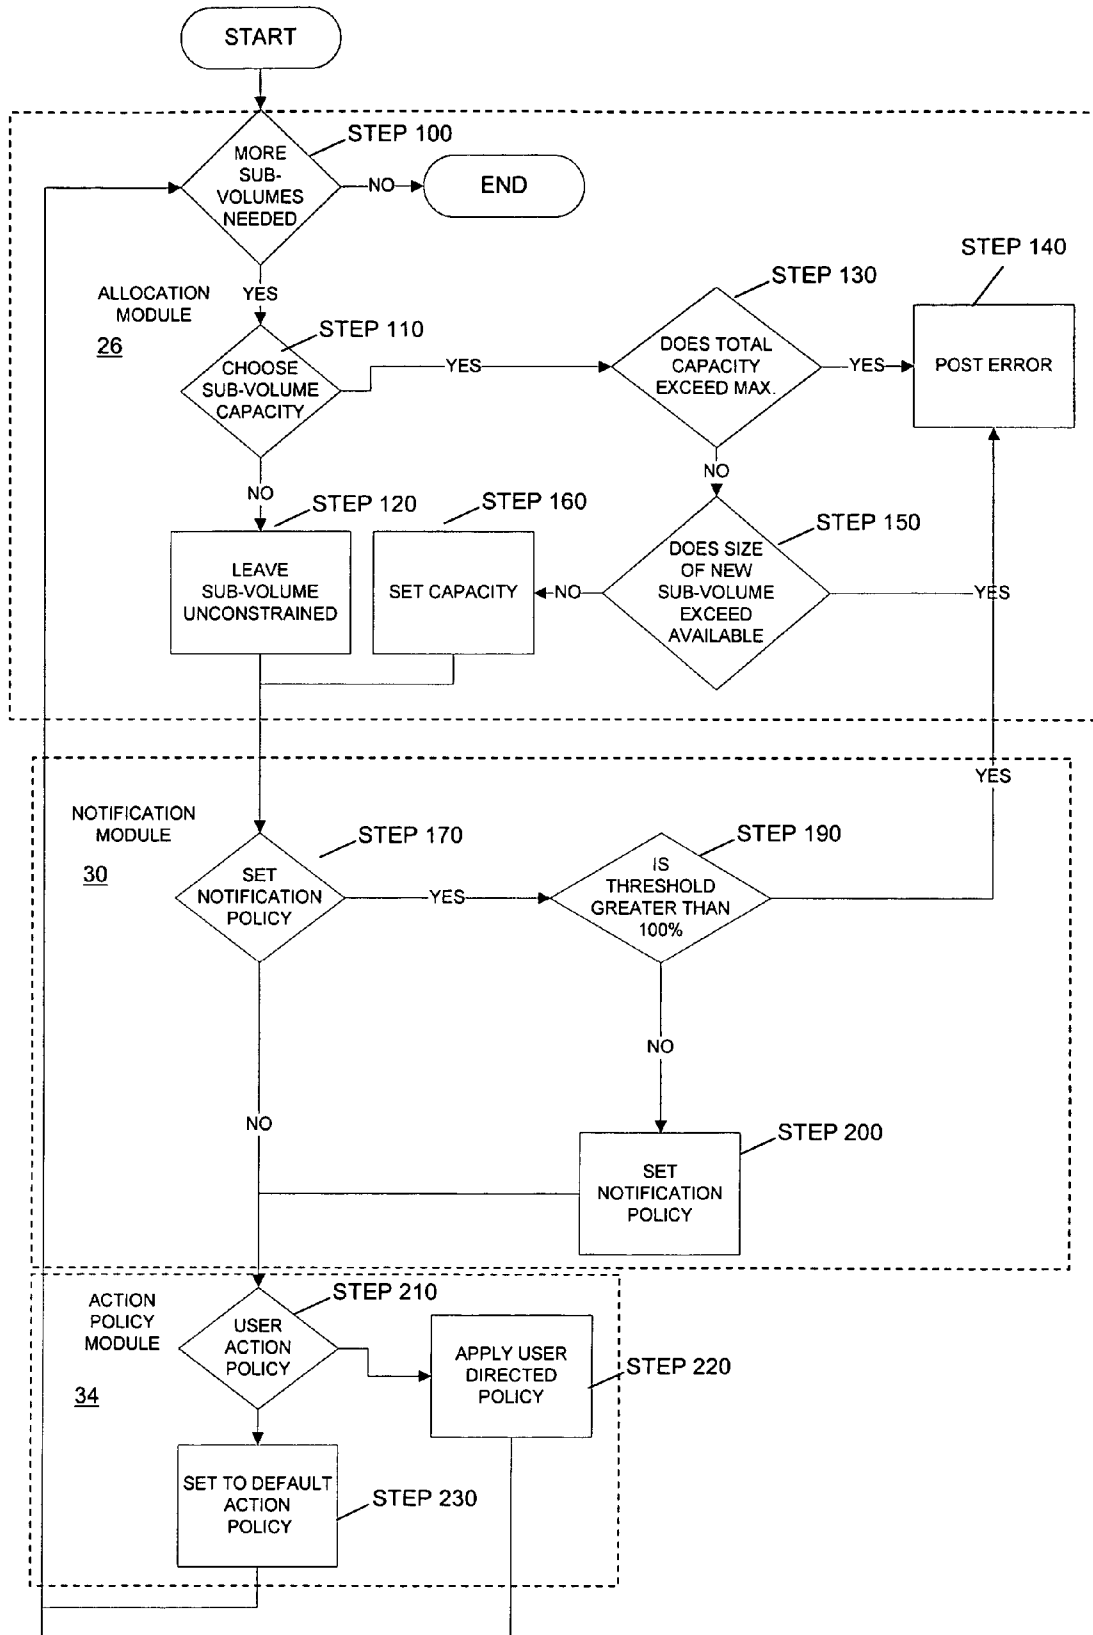 START
STEP 100
MORE
SUB-
VOLUMES
NEEDED
NO
END
YES
ALLOCATION
MODULE
26
STEP 110
CHOOSE
SUB-VOLUME
CAPACITY
YES
STEP 130
DOES TOTAL
CAPACITY
EXCEED MAX.
YES
STEP 140
POST ERROR
NO
NO
STEP 120
LEAVE
SUB-VOLUME
UNCONSTRAINED
STEP 160
SET CAPACITY
NO
STEP 150
DOES SIZE
OF NEW
SUB-VOLUME
EXCEED
AVAILABLE
YES
YES
NOTIFICATION
MODULE
30
STEP 170
SET
NOTIFICATION
POLICY
YES
STEP 190
IS
THRESHOLD
GREATER THAN
100%
NO
NO
STEP 200
SET
NOTIFICATION
POLICY
ACTION
POLICY
MODULE
34
STEP 210
USER
ACTION
POLICY
APPLY USER
DIRECTED
POLICY
STEP 220
SET TO DEFAULT
ACTION
POLICY
STEP 230